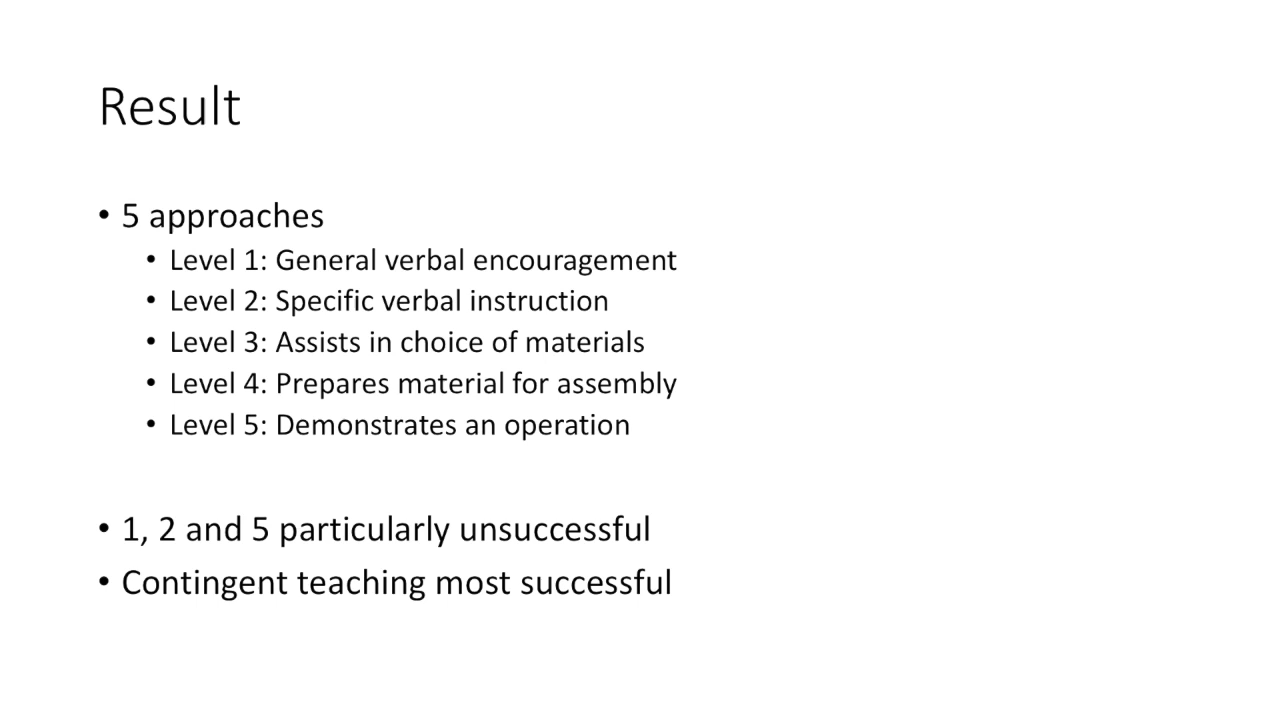 Result
• 5 approaches
• Level 1: General verbal encouragement
• Level 2: Specific verbal instruction
• Level 3: Assists in choice of materials
• Level 4: Prepares material for assembly
• Level 5: Demonstrates an operation
• 1, 2 and 5 particularly unsuccessful
• Contingent teaching most successful